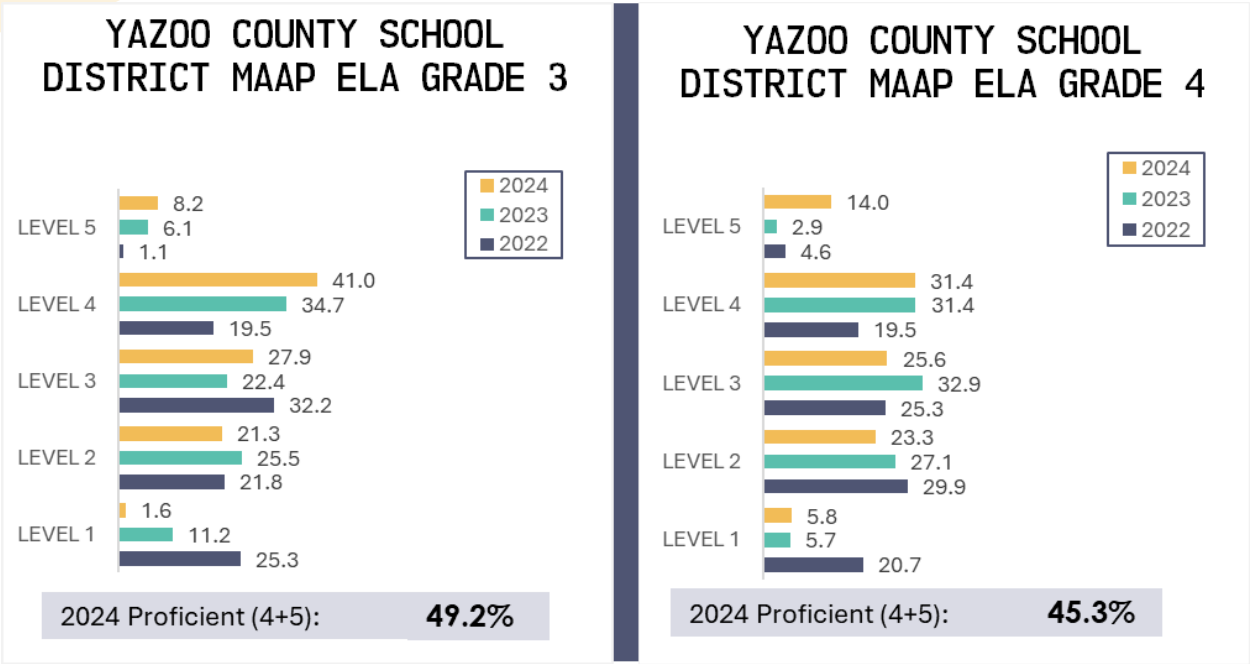 YAZOO COUNTY SCHOOL
DISTRICT MAAP ELA GRADE 3
2024
2023
2022
LEVEL 5
8.2
6.1
1.1
LEVEL 4
41.0
34.7
19.5
LEVEL 3
27.9
22.4
32.2
LEVEL 2
21.3
25.5
21.8
LEVEL 1
1.6
11.2
25.3
2024 Proficient (4+5): 49.2%
YAZOO COUNTY SCHOOL
DISTRICT MAAP ELA GRADE 4
2024
2023
2022
LEVEL 5
14.0
2.9
4.6
LEVEL 4
31.4
31.4
19.5
LEVEL 3
25.6
32.9
25.3
LEVEL 2
23.3
27.1
29.9
LEVEL 1
5.8
5.7
20.7
2024 Proficient (4+5): 45.3%